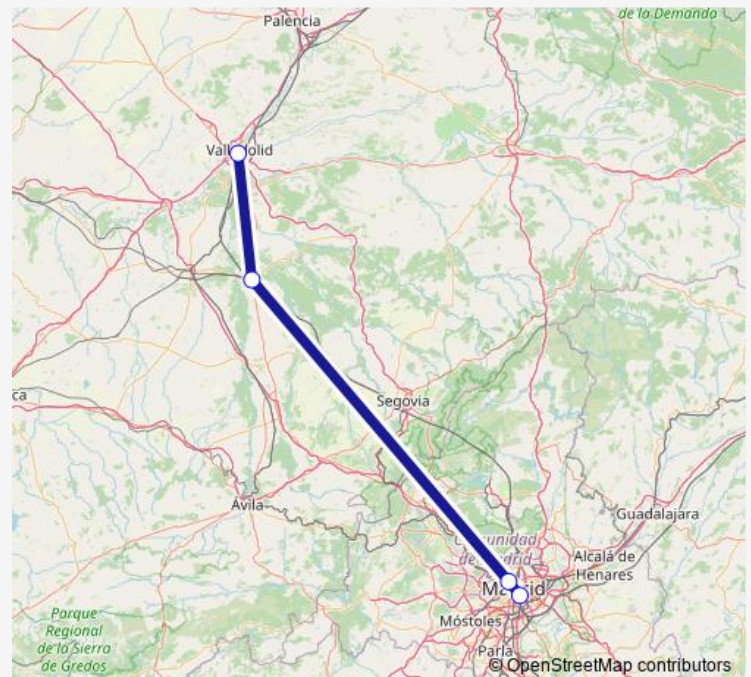 Palencia
de la Demanda
Valladolid
ca
Segovia
Ávila
Guadalajara
Comunidad
de Madrid
Alcalá de
Henares
Madrid
Móstoles
Parque
Regional
de la Sierra
de Gredos
Parla
© OpenStreetMap contributors